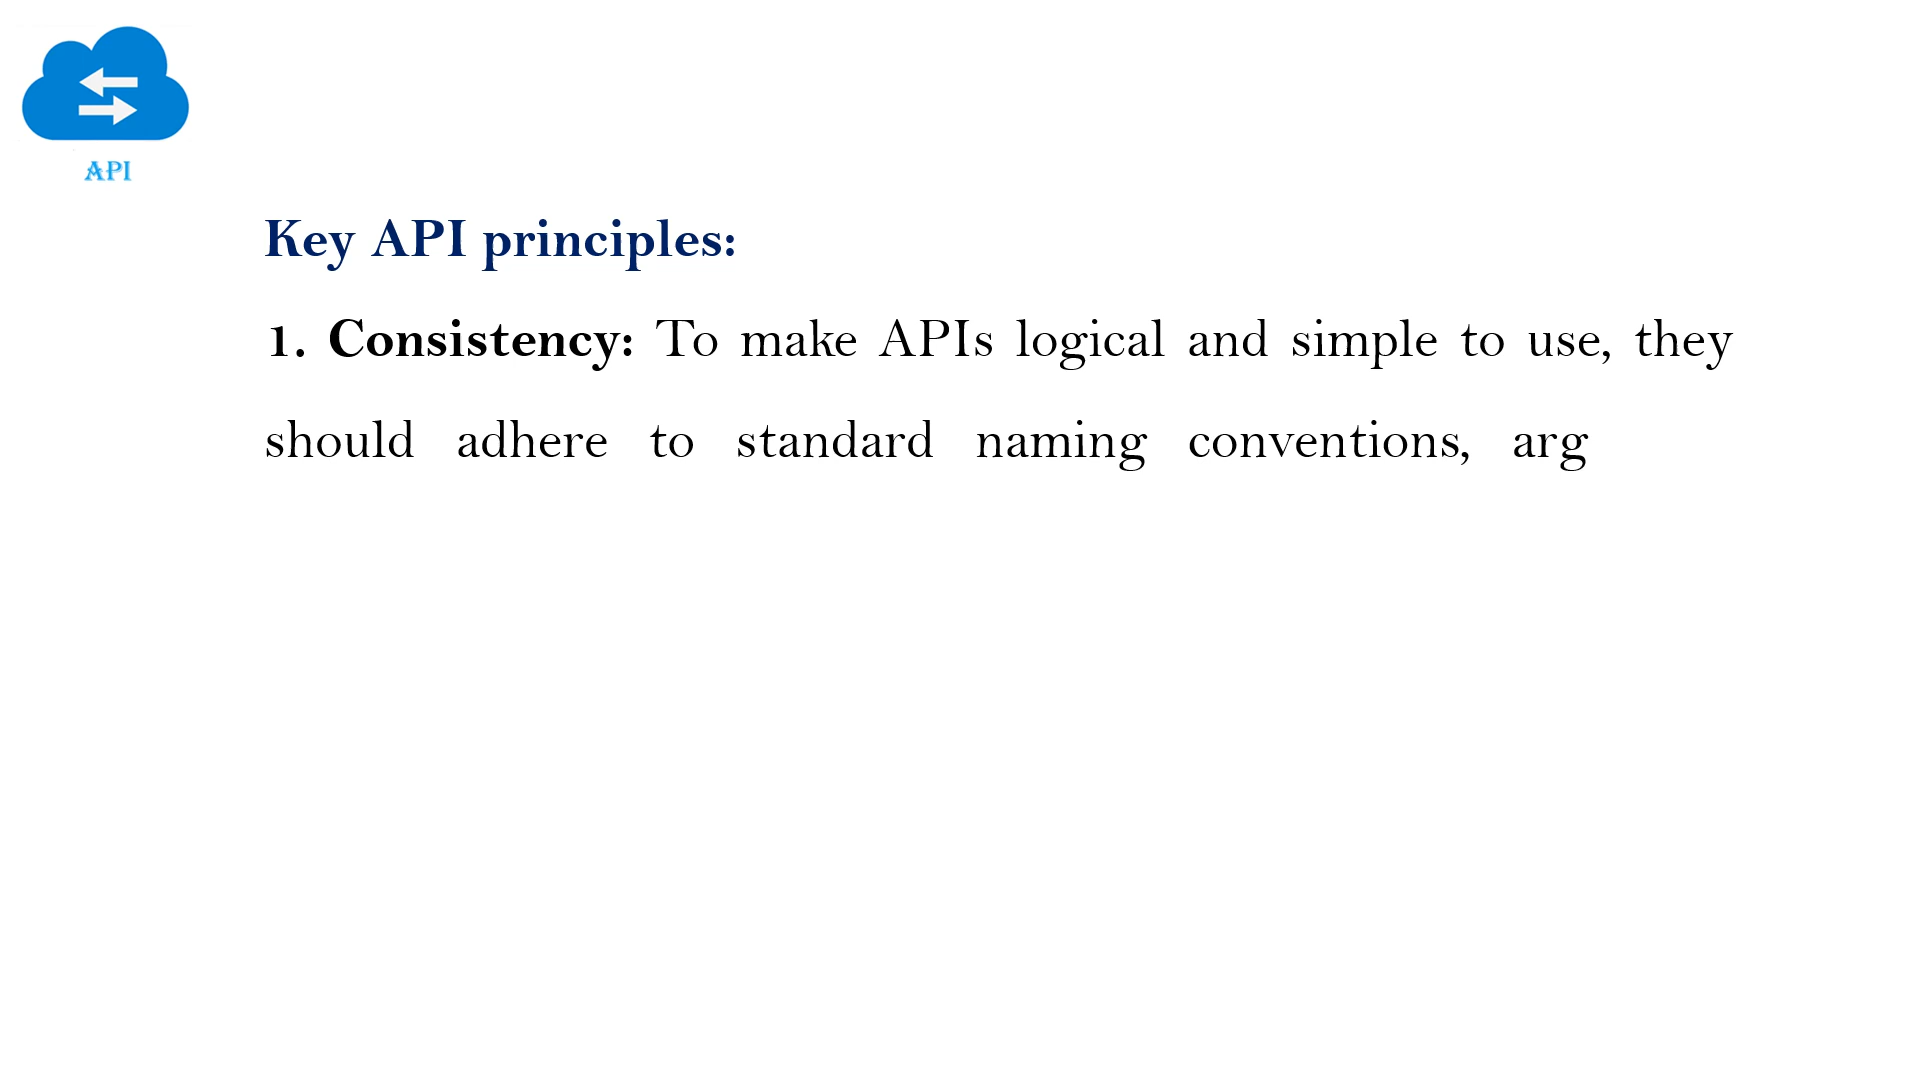 API
Key API principles:
1. Consistency: To make APIs logical and simple to use, they
should adhere to standard naming conventions, arg